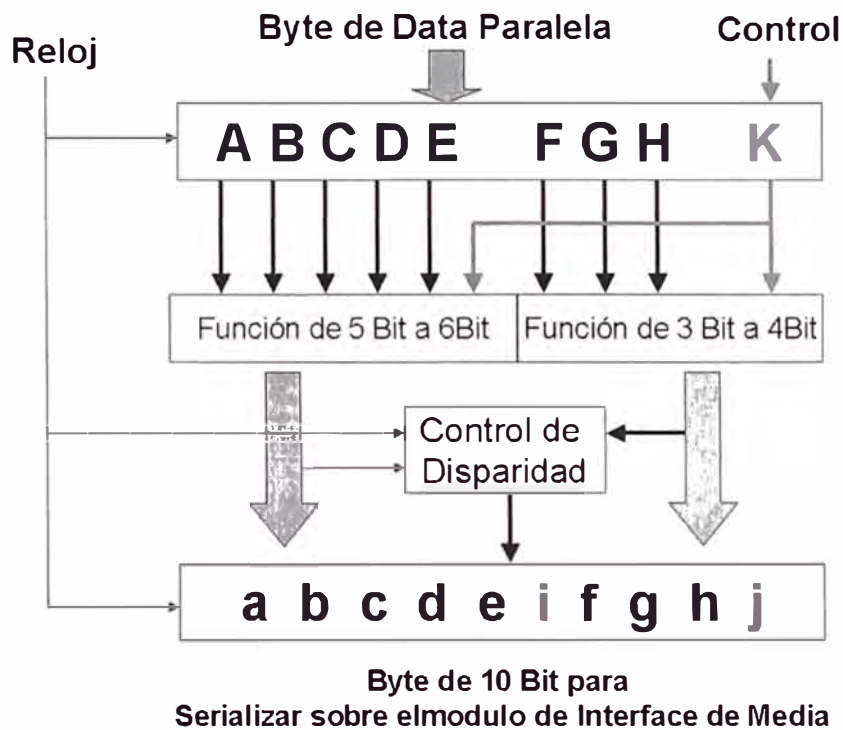 Byte de Data Paralela
Control
Reloj
A B C D E F G H K
Función de 5 Bit a 6Bit
Función de 3 Bit a 4Bit
Control de
Disparidad
a b c d e i f g h j
Byte de 10 Bit para
Serializar sobre elmodulo de Interface de Media